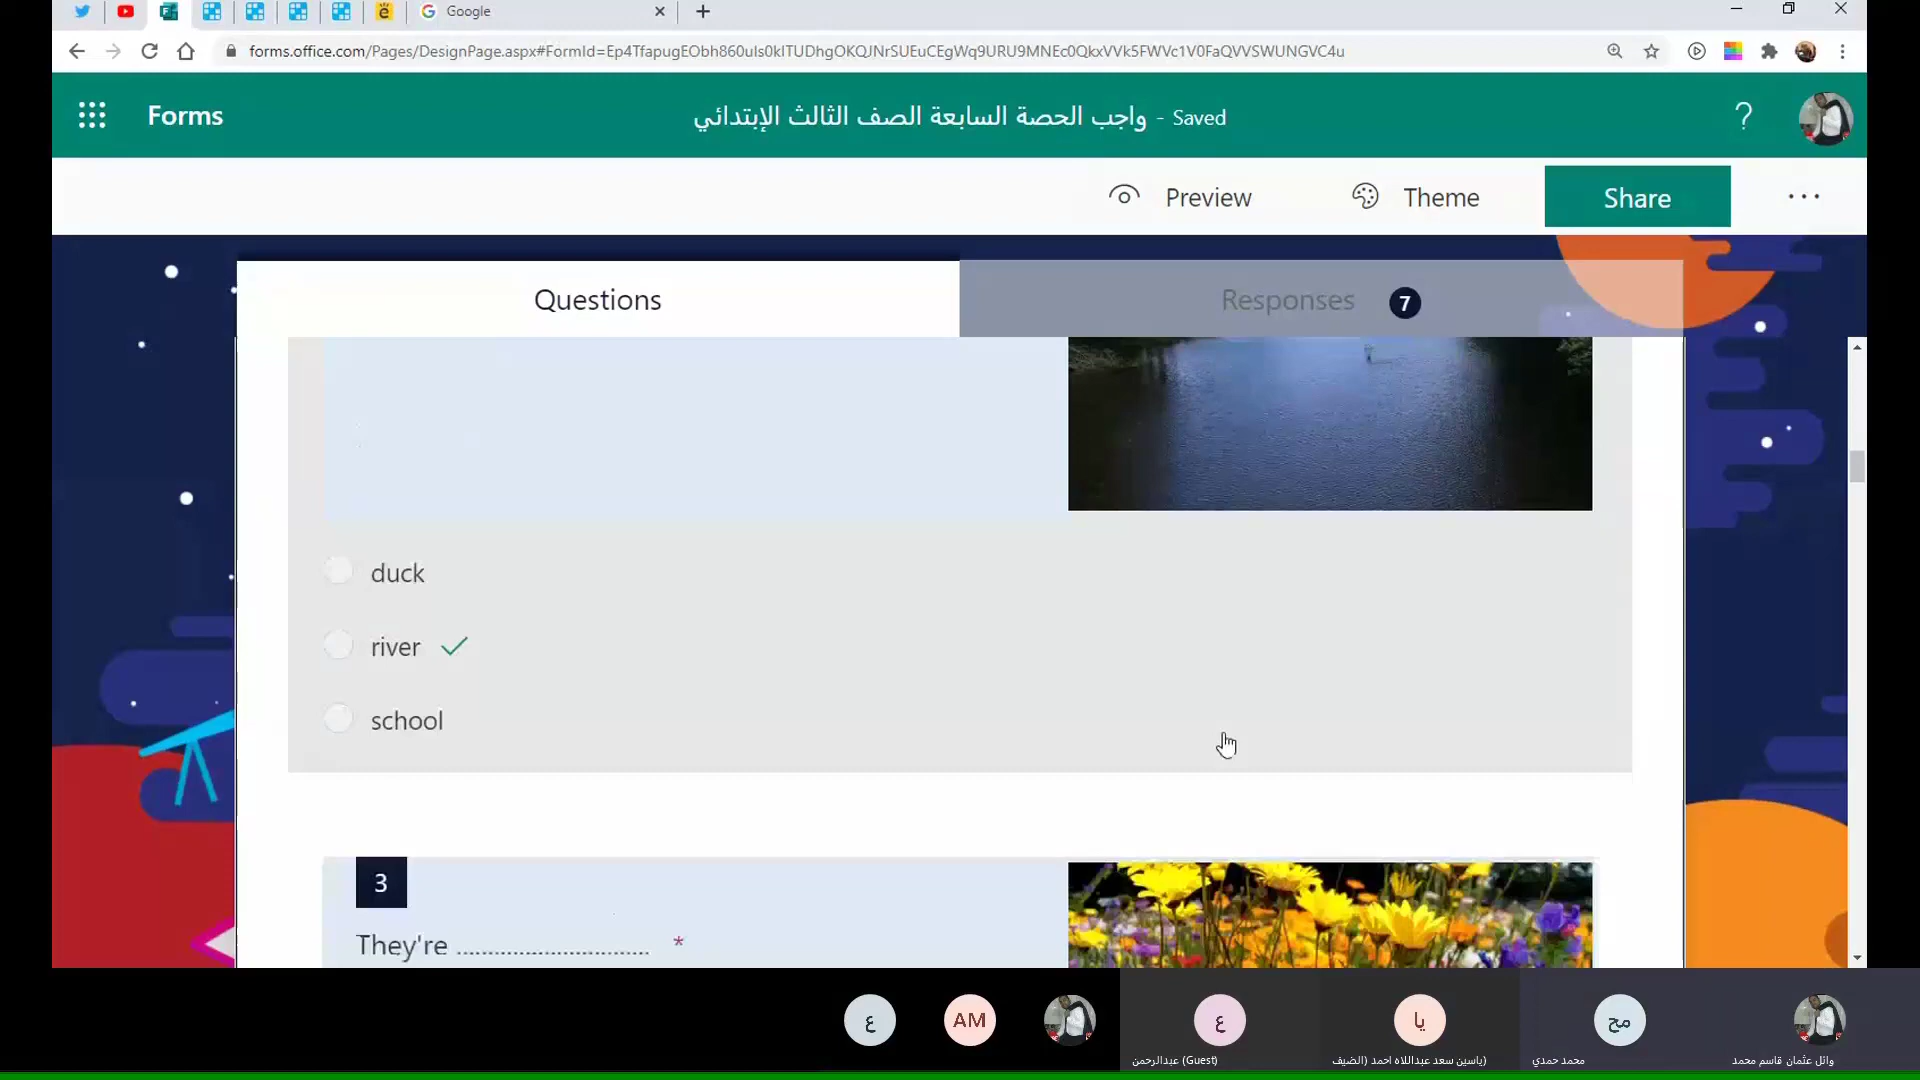 Google
forms.office.com/Pages/DesignPage.aspx#FormId=Ep4TfapugEObh860uIs0kITUDhgOKQJNrSUEuCEgWq9URU9MNEc0QkxVVk5FWVc1V0FaQVVSWUNGVC4u
Forms
واجب الحصة السابعة الصف الثالث الإبتدائي - Saved
?
Preview
Theme
Share
Questions
Responses 7
duck
river
school
3
They're ............................ *
ع
AM
ع
يا
مح
عبدالرحمن (Guest)
ياسين سعد عبداللاه احمد (الضيف)
محمد حمدي
وائل عثمان قاسم محمد